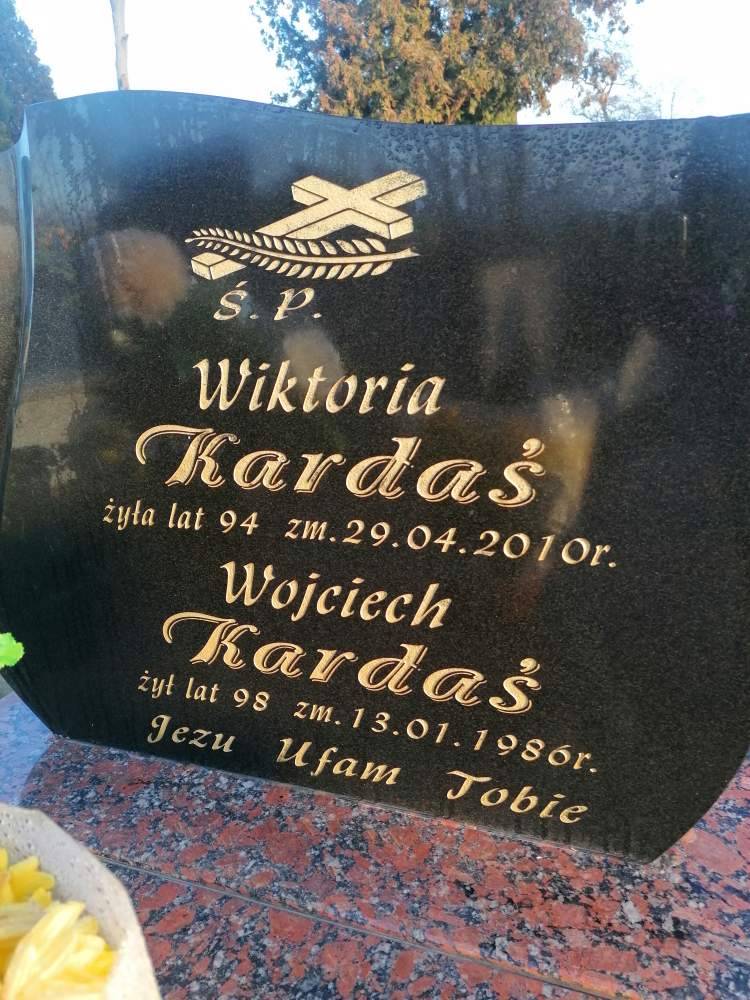 Ś. P.
Wiktoria
Kardaś
żyła lat 94 zm.29.04.2010r.
Wojciech
Kardaś
żył lat 98 zm.13.01.1986r.
Jezu Ufam Tobie